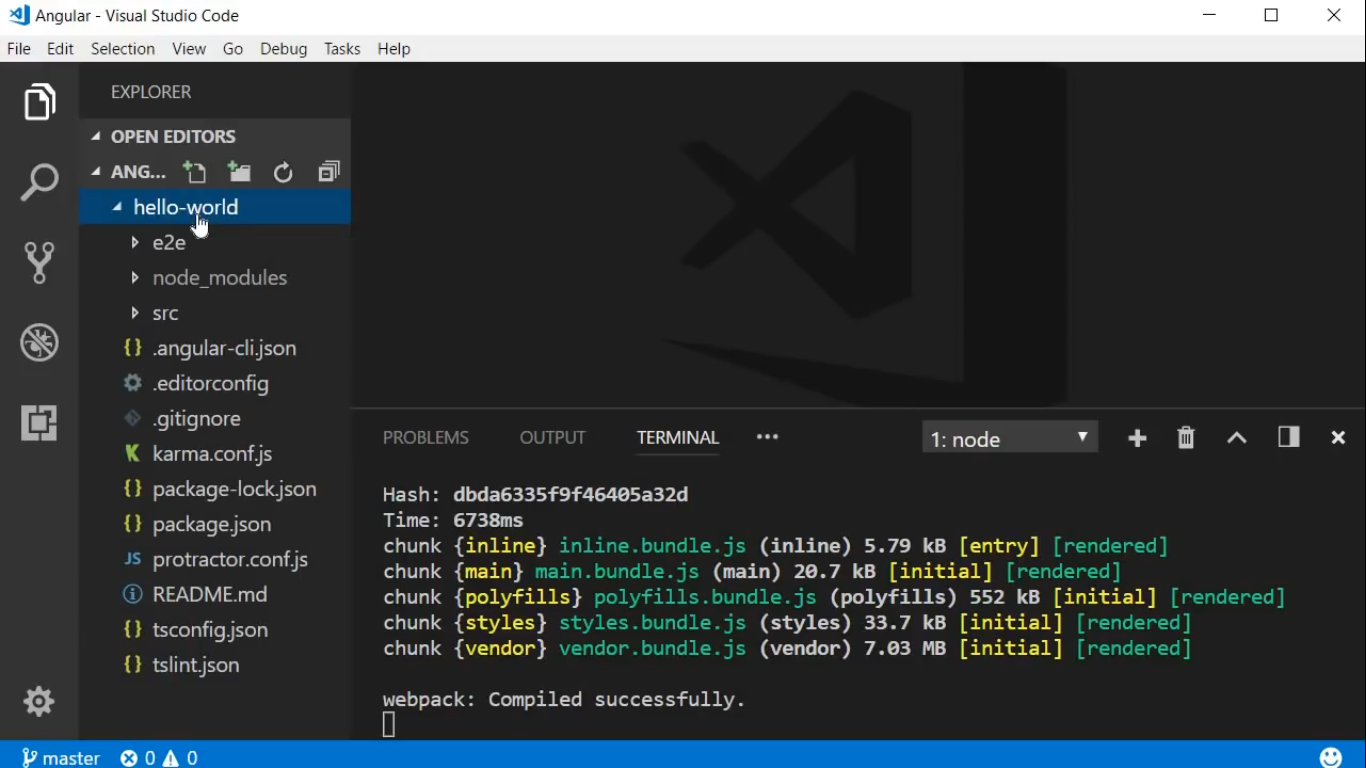 Angular - Visual Studio Code
File Edit Selection View Go Debug Tasks Help
EXPLORER
OPEN EDITORS
ANG...
hello-world
e2e
node_modules
src
{} .angular-cli.json
.editorconfig
.gitignore
K karma.conf.js
{} package-lock.json
{} package.json
JS protractor.conf.js
README.md
{} tsconfig.json
{} tslint.json
PROBLEMS OUTPUT TERMINAL ••• 1: node
Hash: dbda6335f9f46405a32d
Time: 6738ms
chunk {inline} inline.bundle.js (inline) 5.79 kB [entry] [rendered]
chunk {main} main.bundle.js (main) 20.7 kB [initial] [rendered]
chunk {polyfills} polyfills.bundle.js (polyfills) 552 kB [initial] [rendered]
chunk {styles} styles.bundle.js (styles) 33.7 kB [initial] [rendered]
chunk {vendor} vendor.bundle.js (vendor) 7.03 MB [initial] [rendered]
webpack: Compiled successfully.
master 0 0